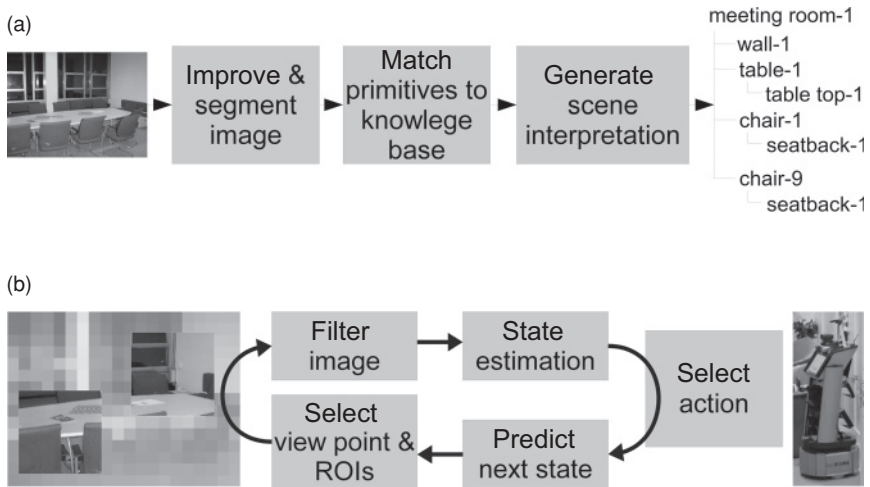 (a)
Improve &
segment
image
Match
primitives to
knowlege
base
Generate
scene
interpretation
meeting room-1
wall-1
table-1
table top-1
chair-1
seatback-1
chair-9
seatback-1
(b)
Filter
image
State
estimation
Select
action
Select
view point &
ROIs
Predict
next state